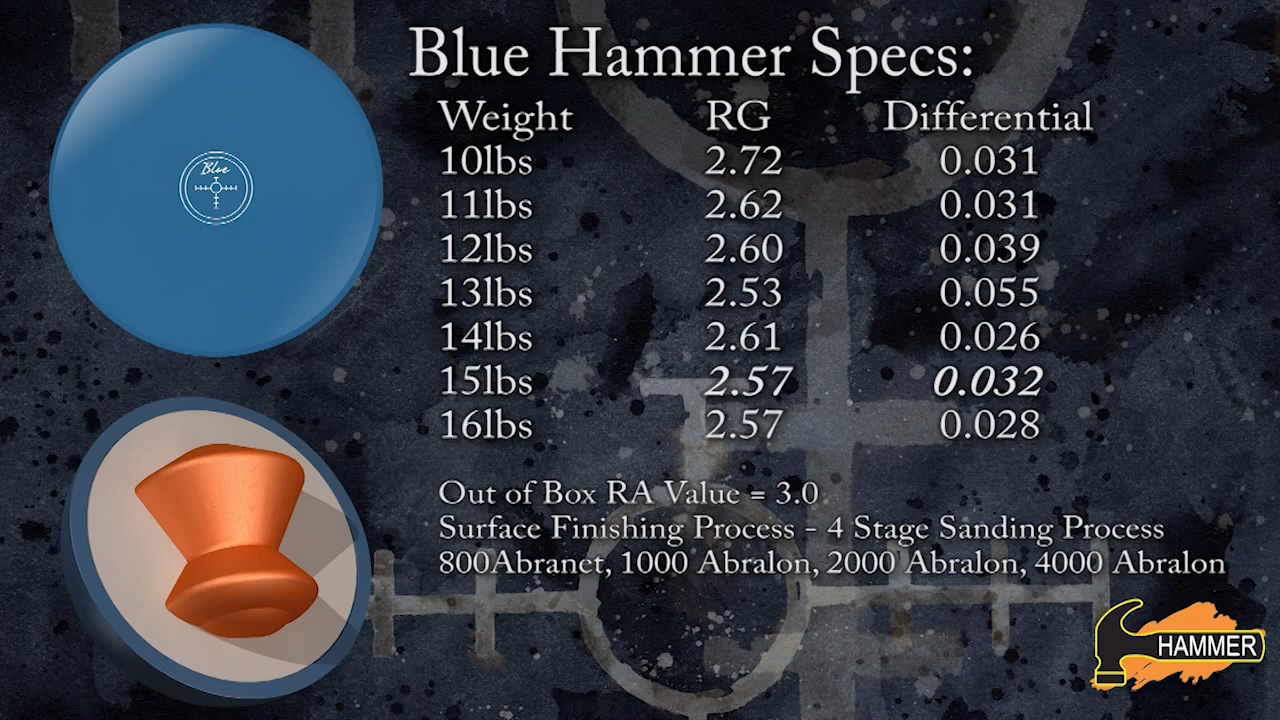 Blue Hammer Specs:
Weight RG Differential
10lbs 2.72 0.031
11lbs 2.62 0.031
12lbs 2.60 0.039
13lbs 2.53 0.055
14lbs 2.61 0.026
15lbs 2.57 0.032
16lbs 2.57 0.028
Out of Box RA Value = 3.0
Surface Finishing Process - 4 Stage Sanding Process
800Abranet, 1000 Abralon, 2000 Abralon, 4000 Abralon
Blue
HAMMER